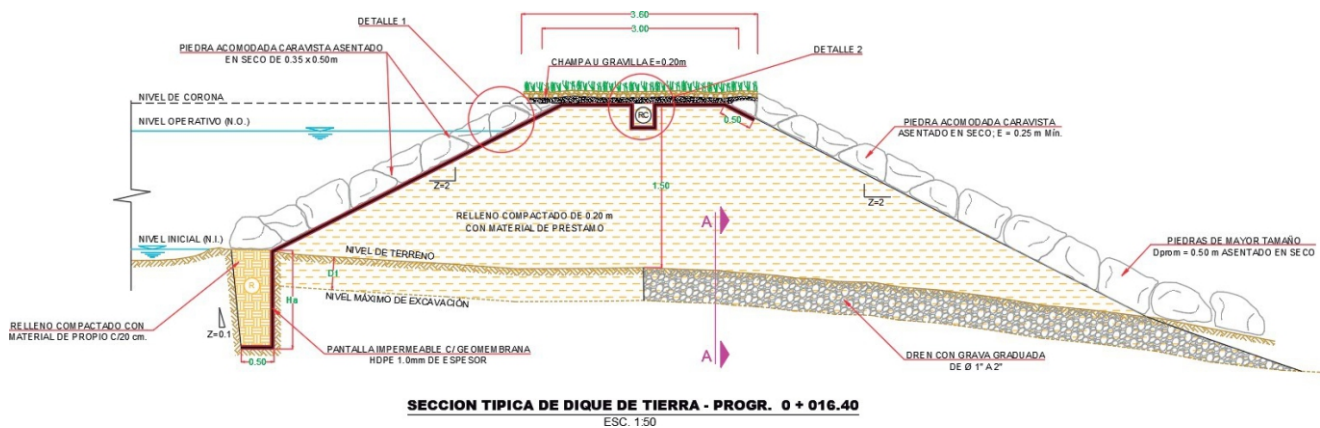 3.60
DETALLE 1
3.00
PIEDRA ACOMODADA CARAVISTA ASENTADO
EN SECO DE 0.35 x 0.50m
DETALLE 2
CHAMPA U GRAVILLA E=0.20m
NIVEL DE CORONA
NIVEL OPERATIVO (N.O.)
RC
0.50
PIEDRA ACOMODADA CARAVISTA
ASENTADO EN SECO; E = 0.25 m Mín.
Z=2
1.50
Z=2
RELLENO COMPACTADO DE 0.20 m
CON MATERIAL DE PRÉSTAMO
A
NIVEL INICIAL (N.I.)
NIVEL DE TERRENO
PIEDRAS DE MAYOR TAMAÑO
Dprom = 0.50 m ASENTADO EN SECO
D1
R
Ha
NIVEL MÁXIMO DE EXCAVACIÓN
Z=0.1
RELLENO COMPACTADO CON
MATERIAL DE PROPIO C/20 cm.
0.50
PANTALLA IMPERMEABLE C/ GEOMEMBRANA
HDPE 1.0mm DE ESPESOR
A
DREN CON GRAVA GRADUADA
DE Ø 1" A 2"
SECCION TIPICA DE DIQUE DE TIERRA - PROGR. 0 + 016.40
ESC. 1:50